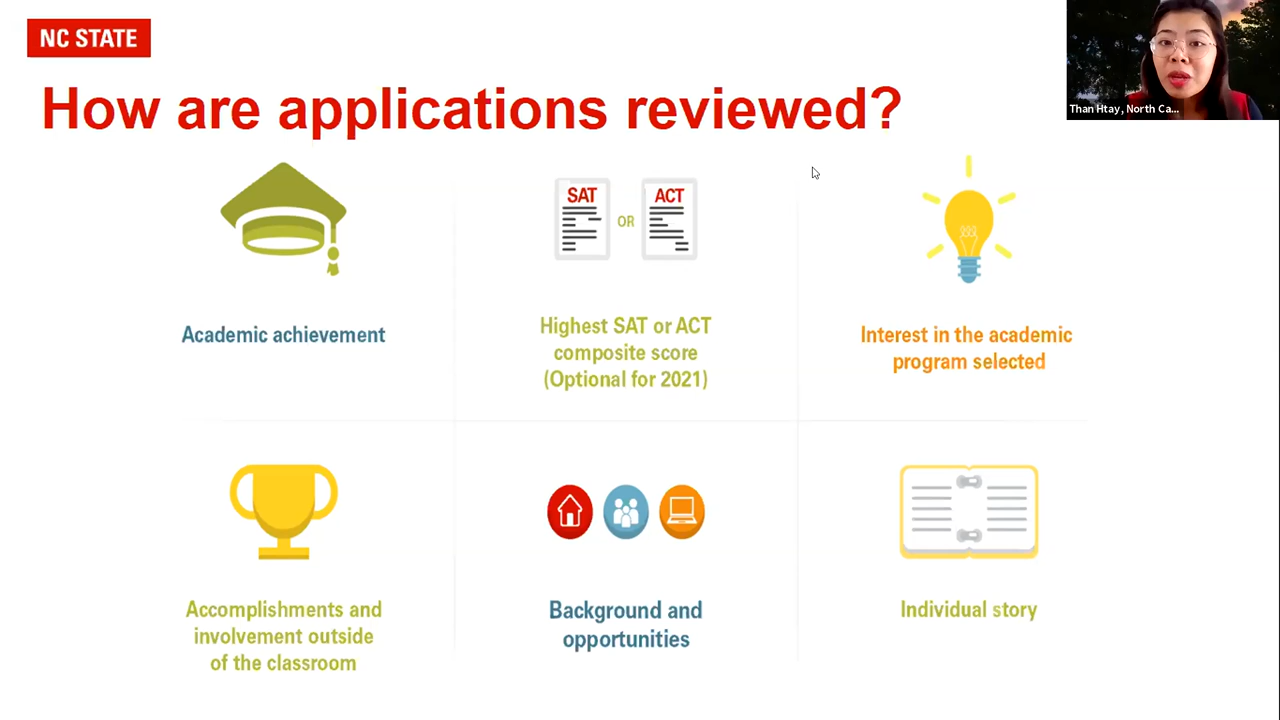 NC STATE
How are applications reviewed?
Than Htay, North Ca...
SAT
OR
ACT
Academic achievement
Highest SAT or ACT
composite score
(Optional for 2021)
Interest in the academic
program selected
Accomplishments and
involvement outside
of the classroom
Background and
opportunities
Individual story